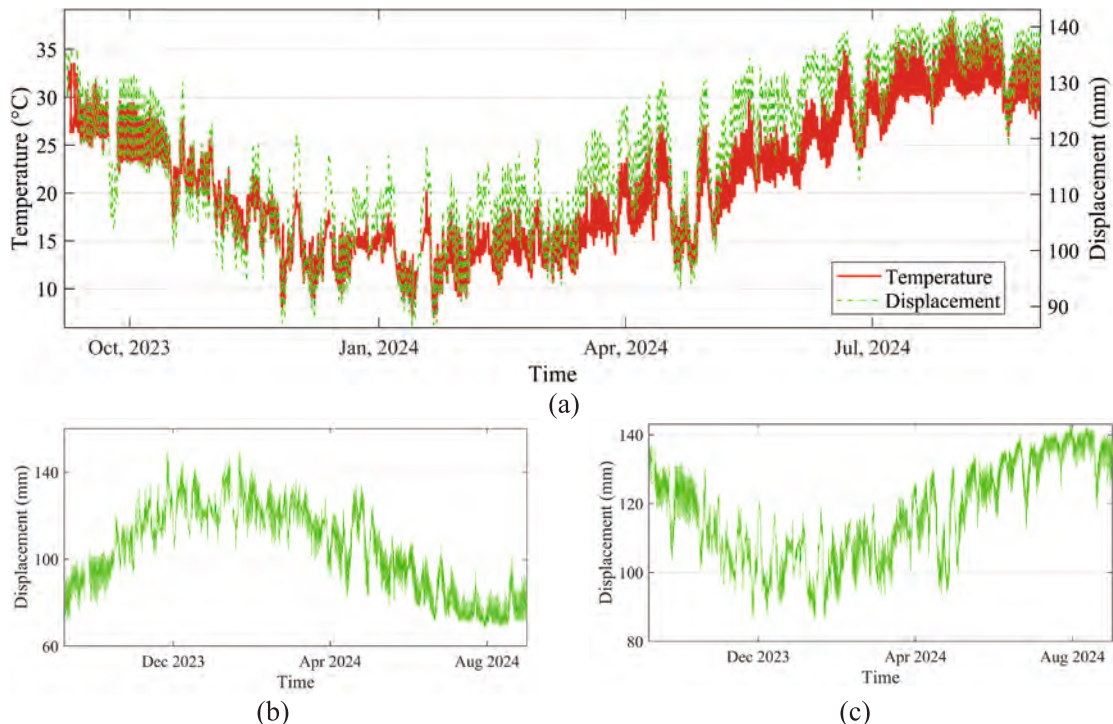 35
30
25
20
15
10
Temperature (°C)
140
130
120
110
100
90
Displacement (mm)
Temperature
Displacement
Oct, 2023
Jan, 2024
Apr, 2024
Jul, 2024
Time
(a)
140
100
60
Displacement (mm)
Dec 2023
Apr 2024
Aug 2024
Time
(b)
140
120
100
80
Displacement (mm)
Dec 2023
Apr 2024
Aug 2024
Time
(c)